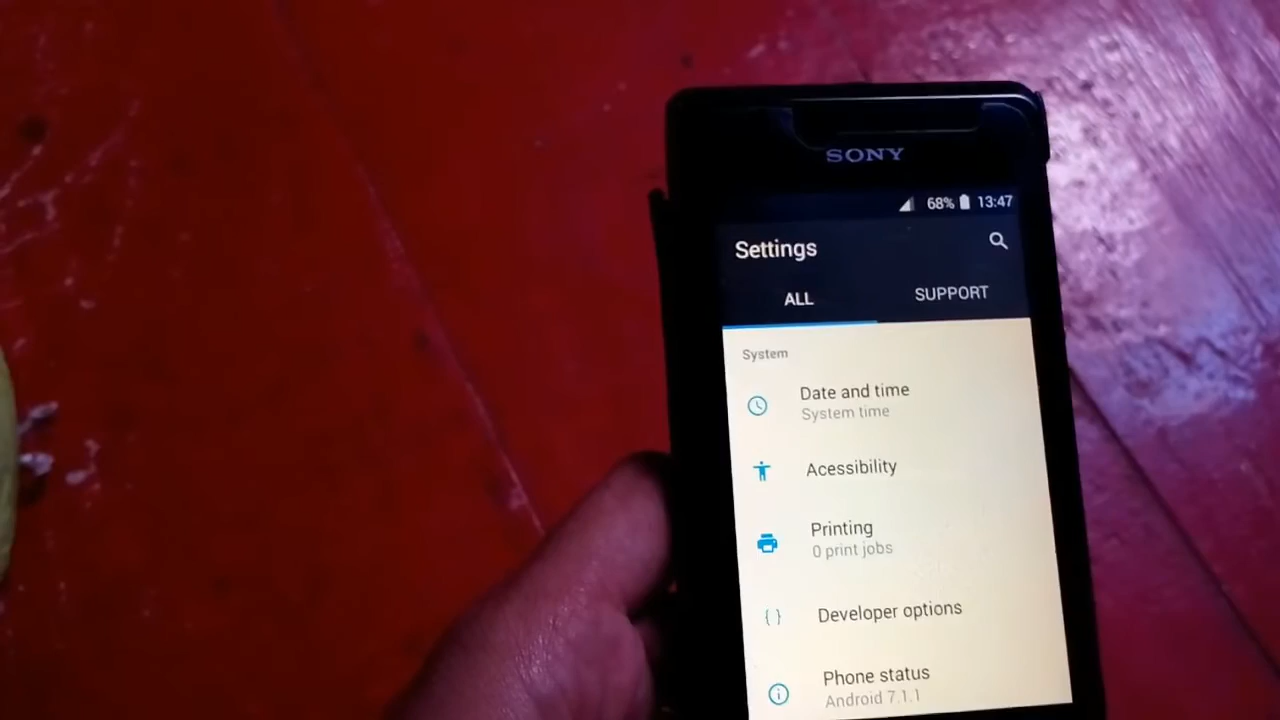 SONY
68% 13:47
Settings
ALL SUPPORT
System
Date and time
System time
Acessibility
Printing
0 print jobs
Developer options
Phone status
Android 7.1.1